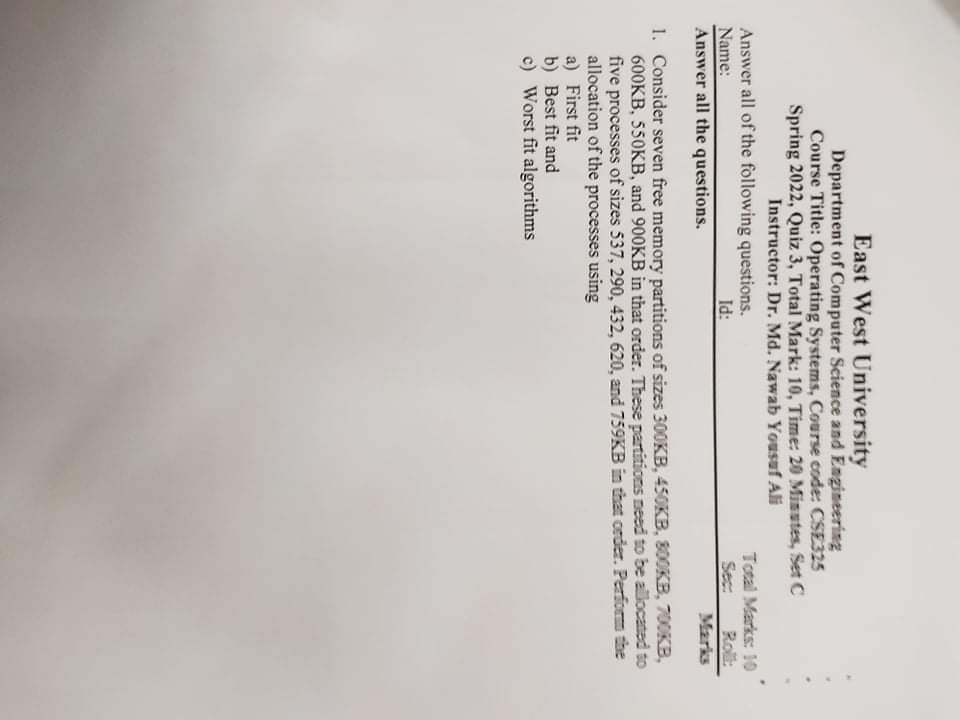 East West University
Department of Computer Science and Engineering
Course Title: Operating Systems, Course code: CSE325
Spring 2022, Quiz 3, Total Mark: 10, Time: 20 Minutes, Set C
Instructor: Dr. Md. Nawab Yousuf Ali
Answer all of the following questions. Total Marks: 10
Name: Id: Sec: Roll:
Answer all the questions. Marks
1. Consider seven free memory partitions of sizes 300KB, 450KB, 800KB, 700KB,
600KB, 550KB, and 900KB in that order. These partitions need to be allocated to
five processes of sizes 537, 290, 432, 620, and 759KB in that order. Perform the
allocation of the processes using
a) First fit
b) Best fit and
c) Worst fit algorithms